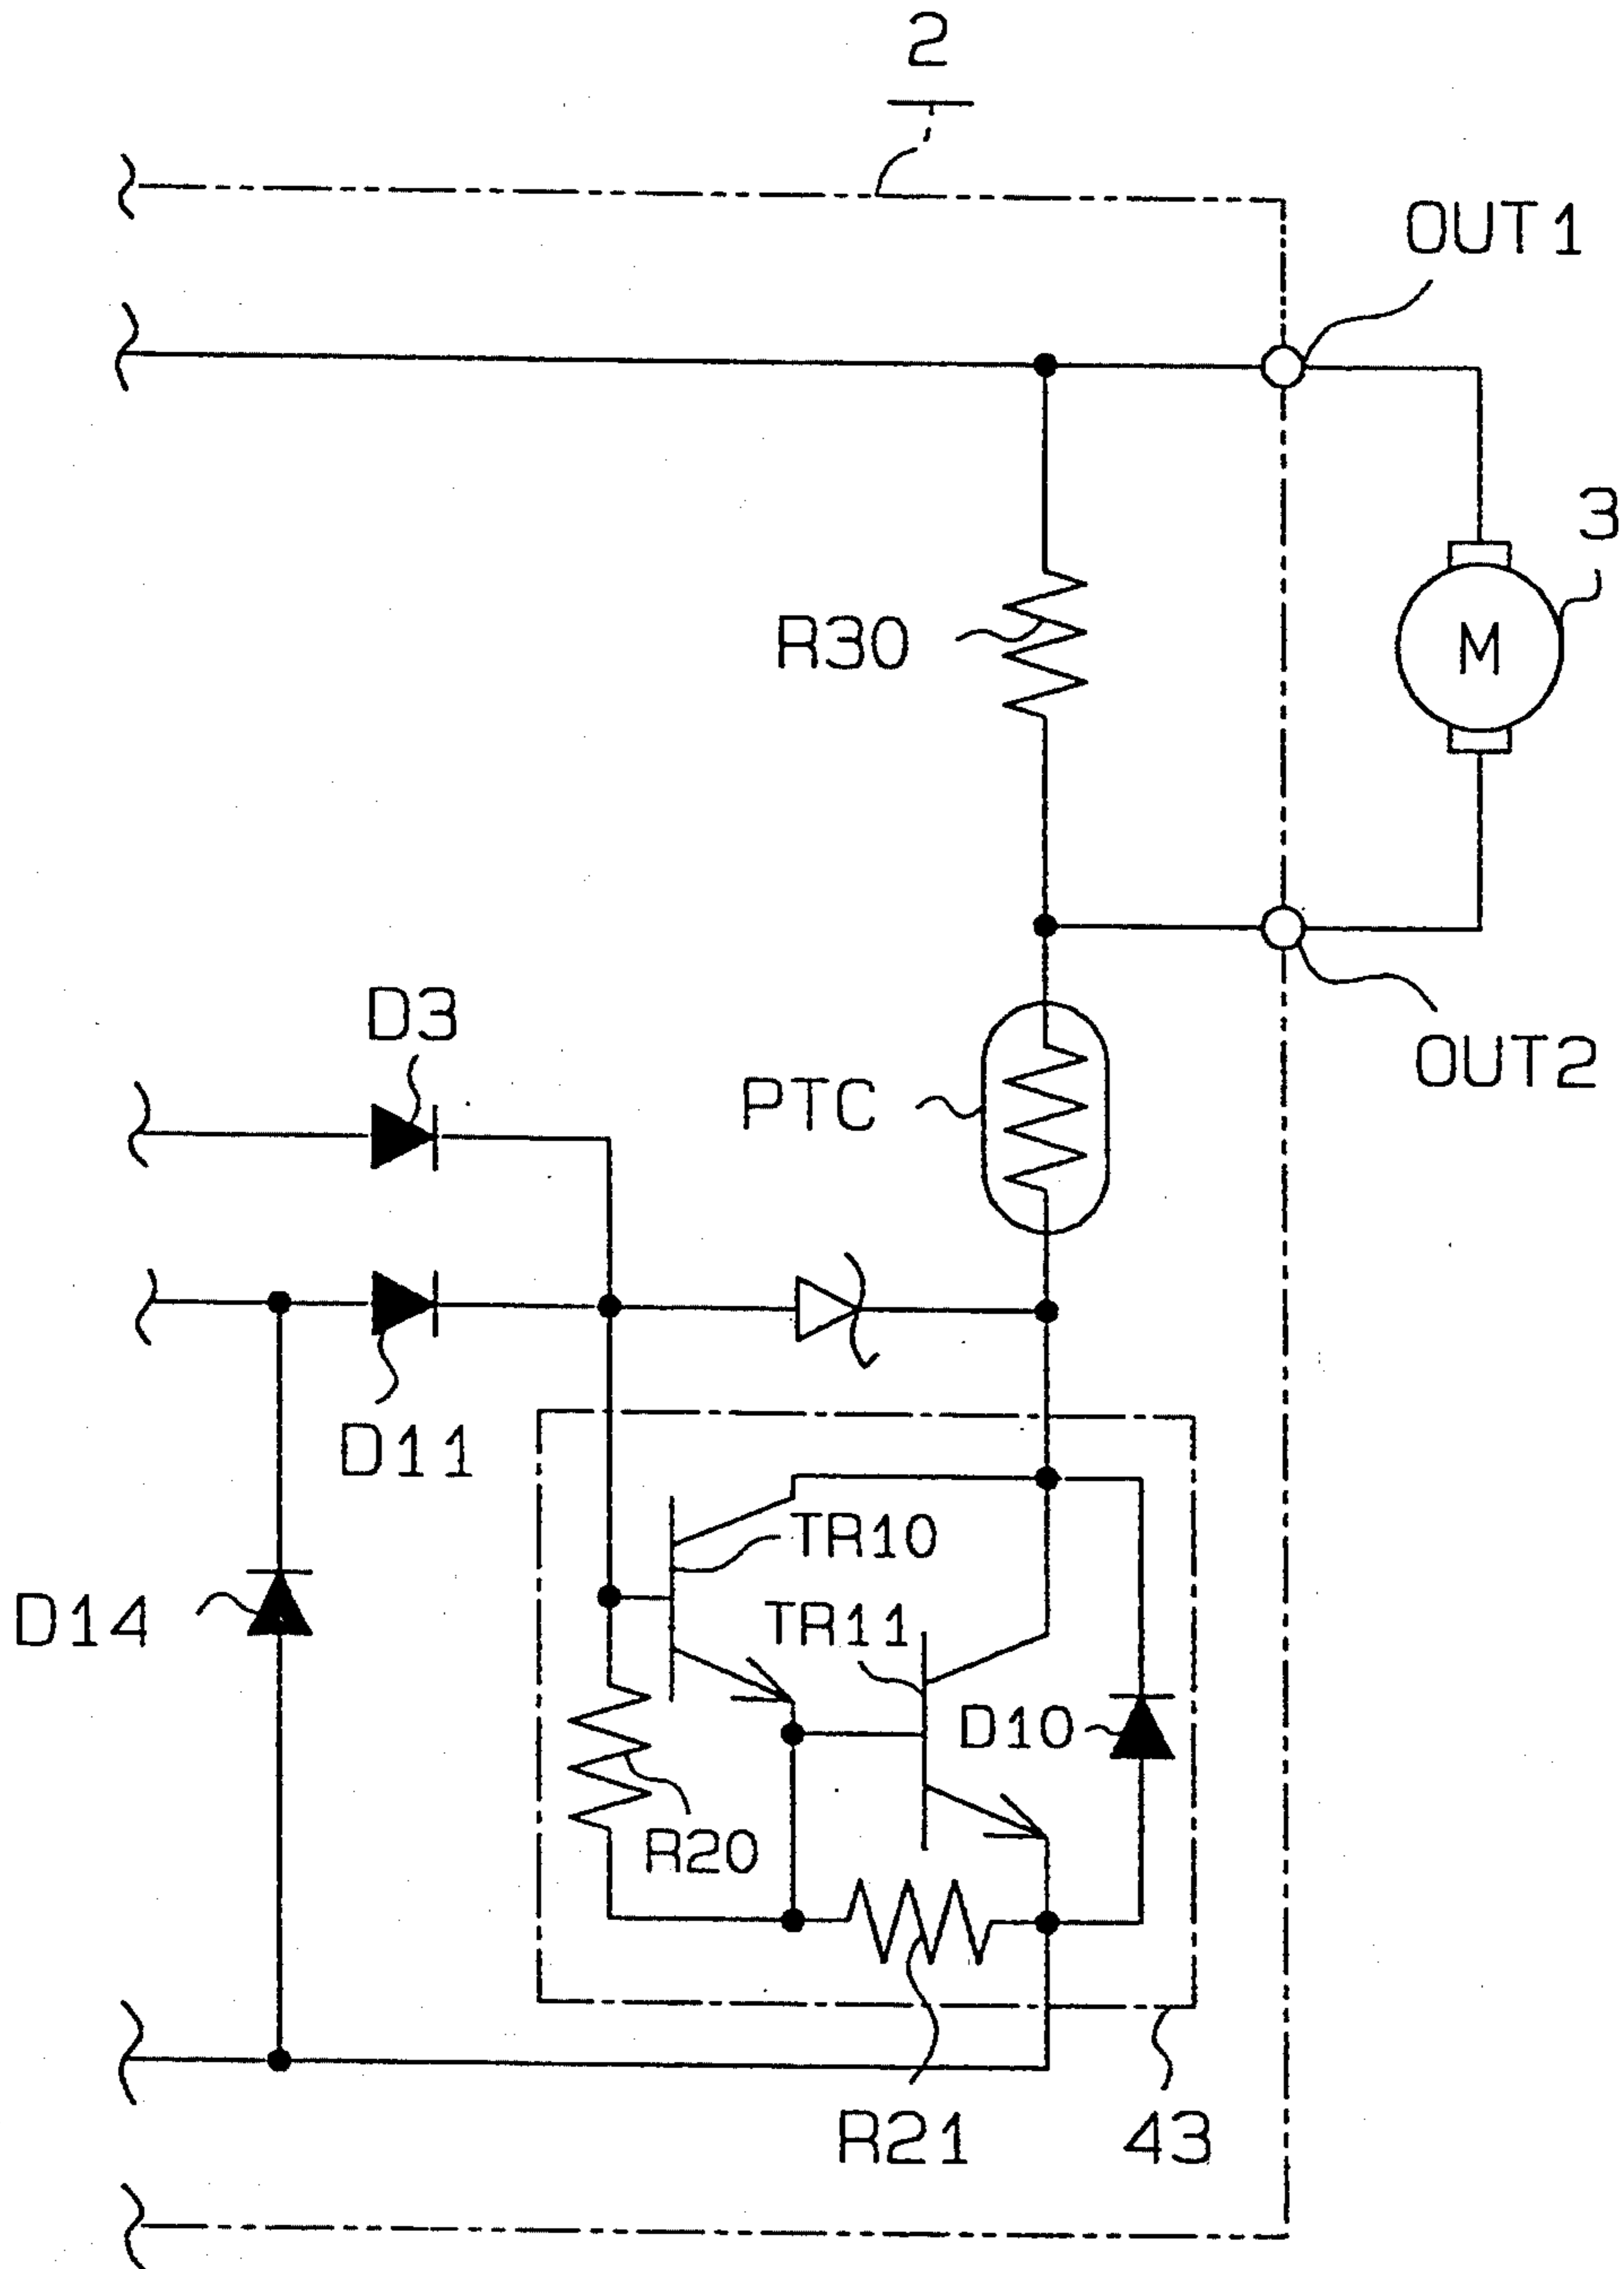 2
OUT1
3
R30
M
D3
OUT2
PTC
D11
TR10
D14
TR11
D10
R20
R21
43